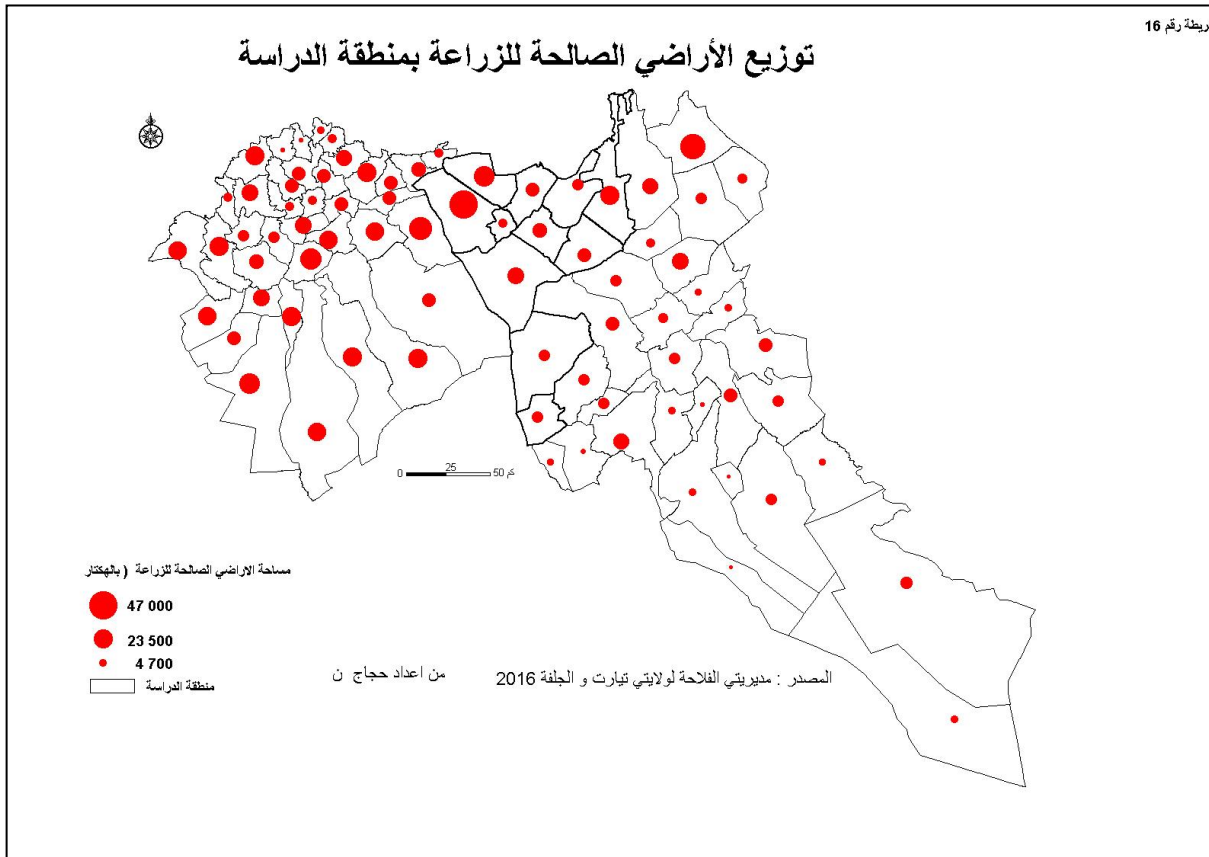 ريطة رقم 16
توزيع الأراضي الصالحة للزراعة بمنطقة الدراسة
0 25 50 كم
مساحة الاراضي الصالحة للزراعة ( بالهكتار
47 000
23 500
4 700
منطقة الدراسة
المصدر : مديريتي الفلاحة لولايتي تيارت و الجلفة 2016
من اعداد حجاج ن